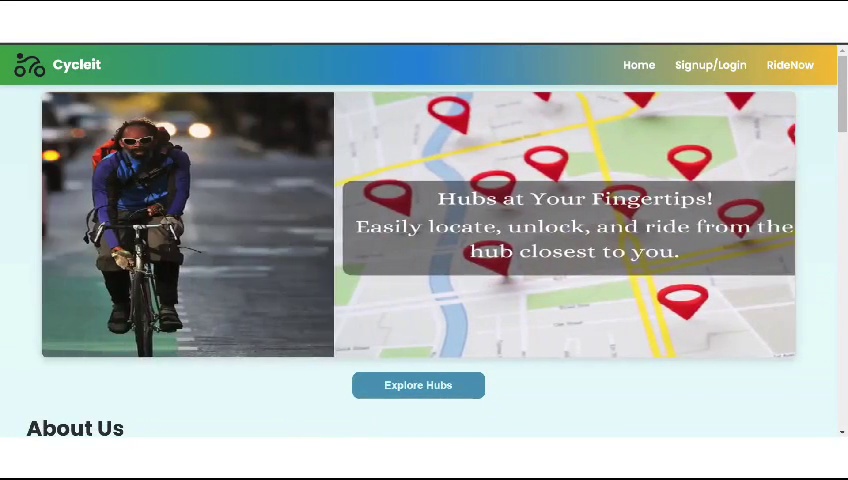 Cycleit
Home Signup/Login RideNow
Hubs at Your Fingertips!
Easily locate, unlock, and ride from the
hub closest to you.
Explore Hubs
About Us